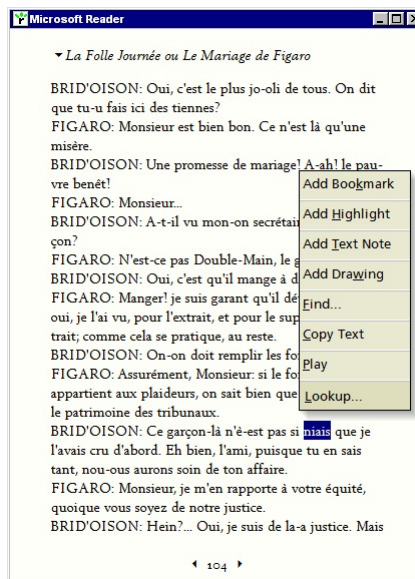 Microsoft Reader
La Folle Journée ou Le Mariage de Figaro
BRID'OISON: Oui, c'est le plus jo-oli de tous. On dit
que tu-u fais ici des tiennes?
FIGARO: Monsieur est bien bon. Ce n'est là qu'une
misère.
BRID'OISON: Une promesse de mariage! A-ah! le pau-
vre benêt!
FIGARO: Monsieur...
BRID'OISON: A-t-il vu mon-on
çon?
FIGARO: N'est-ce pas Double-Main, le
BRID'OISON: Oui, c'est qu'il mange à
FIGARO: Manger! je suis garant qu'il
oui, je l'ai vu, pour l'extrait, et pour le
trait; comme cela se pratique, au reste.
BRID'OISON: On-on doit remplir les
FIGARO: Assurément, Monsieur: si le
appartient aux plaideurs, on sait bien que
le patrimoine des tribunaux.
BRID'OISON: Ce garçon-là n'è-est pas si niais que je
l'avais cru d'abord. Eh bien, l'ami, puisque tu en sais
tant, nou-ous aurons soin de ton affaire.
FIGARO: Monsieur, je m'en rapporte à votre équité,
quoique vous soyez de notre justice.
BRID'OISON: Hein?... Oui, je suis de la-a justice. Mais
104
Add Bookmark
Add Highlight
Add Text Note
Add Drawing
Find...
Copy Text
Play
Lookup...